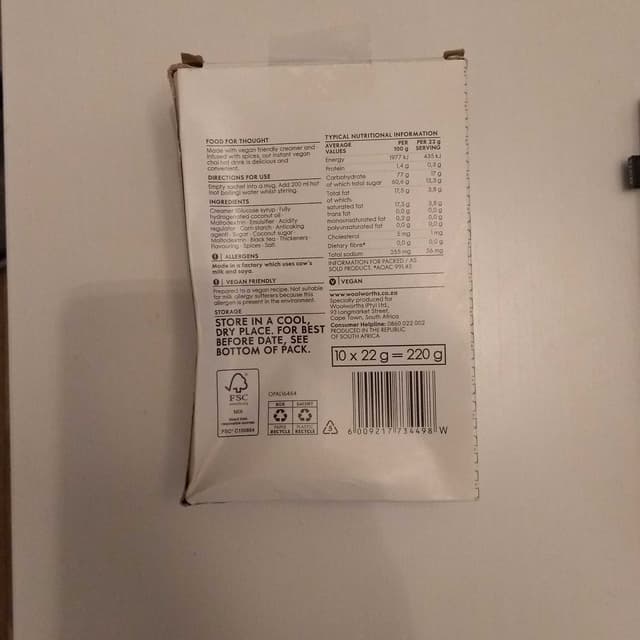 FOOD FOR THOUGHT
Made with vegan friendly creamer and
infused with spices, our instant vegan
chai hot drink is delicious and
convenient.
DIRECTIONS FOR USE
Empty sachet into a mug. Add 200 ml hot
(not boiling) water whilst stirring.
INGREDIENTS
Creamer (Glucose syrup · Fully
hydrogenated coconut oil ·
Maltodextrin · Emulsifier · Acidity
regulator · Corn starch · Anticaking
agent) · Sugar · Coconut sugar ·
Maltodextrin · Black tea · Thickeners ·
Flavouring · Spices · Salt
! ALLERGENS
Made in a factory which uses cow's
milk and soya.
! VEGAN FRIENDLY
Prepared to a vegan recipe. Not suitable
for milk allergy sufferers because this
allergen is present in the environment.
STORAGE
STORE IN A COOL,
DRY PLACE. FOR BEST
BEFORE DATE, SEE
BOTTOM OF PACK.
FSC
MIX
FSC® C100884
OPAC06464
BOX SACHET
PAPER PLASTIC
RECYCLE RECYCLE
TYPICAL NUTRITIONAL INFORMATION
AVERAGE VALUES PER 100 g PER 22 g SERVING
Energy 1977 kJ 435 kJ
Protein 1,4 g 0,3 g
Carbohydrate 77 g 17 g
of which total sugar 60,6 g 13,3 g
Total fat 17,5 g 3,8 g
of which
saturated fat 17,3 g 3,8 g
trans fat 0,0 g 0,0 g
monounsaturated fat 0,2 g 0,0 g
polyunsaturated fat 0,0 g 0,0 g
Cholesterol 5 mg 1 mg
Dietary fibre* 0,0 g 0,0 g
Total sodium 255 mg 56 mg
INFORMATION FOR PACKED / AS
SOLD PRODUCT. *AOAC 991.43
V VEGAN
www.woolworths.co.za
Specially produced for
Woolworths (Pty) Ltd.,
93 Longmarket Street,
Cape Town, South Africa
Consumer Helpline: 0860 022 002
PRODUCED IN THE REPUBLIC
OF SOUTH AFRICA
10 x 22 g = 220 g
6 009217 734498 W